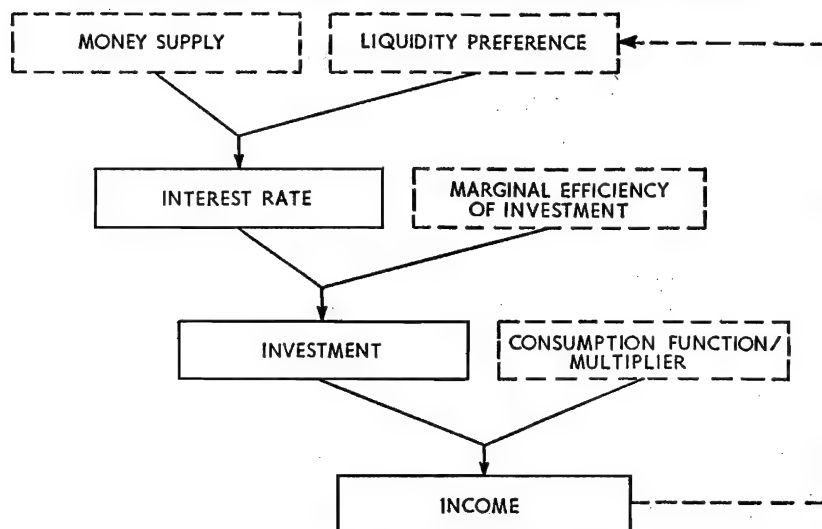 MONEY SUPPLY
LIQUIDITY PREFERENCE
INTEREST RATE
MARGINAL EFFICIENCY
OF INVESTMENT
INVESTMENT
CONSUMPTION FUNCTION/
MULTIPLIER
INCOME